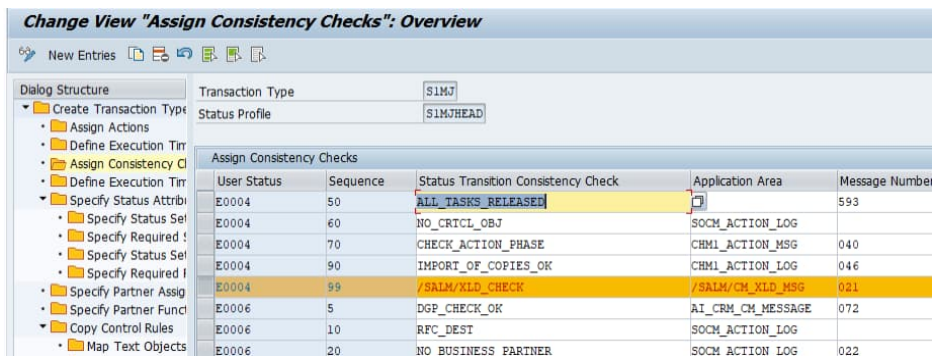 Change View "Assign Consistency Checks": Overview
New Entries
Dialog Structure
Create Transaction Type
Assign Actions
Define Execution Tim
Assign Consistency Cl
Define Execution Tim
Specify Status Attribu
Specify Status Set
Specify Required
Specify Status Set
Specify Required
Specify Partner Assig
Specify Partner Funct
Copy Control Rules
Map Text Objects
Transaction Type S1MJ
Status Profile S1MJHEAD
Assign Consistency Checks
User Status Sequence Status Transition Consistency Check Application Area Message Number
E0004 50 ALL_TASKS_RELEASED 593
E0004 60 NO_CRTCL_OBJ SOCM_ACTION_LOG
E0004 70 CHECK_ACTION_PHASE CHM1_ACTION_MSG 040
E0004 90 IMPORT_OF_COPIES_OK CHM1_ACTION_LOG 046
E0004 99 /SALM/XLD_CHECK /SALM/CM_XLD_MSG 021
E0006 5 DGP_CHECK_OK AI_CRM_CM_MESSAGE 072
E0006 10 RFC_DEST SOCM_ACTION_LOG
E0006 20 NO_BUSINESS_PARTNER SOCM_ACTION_LOG 022